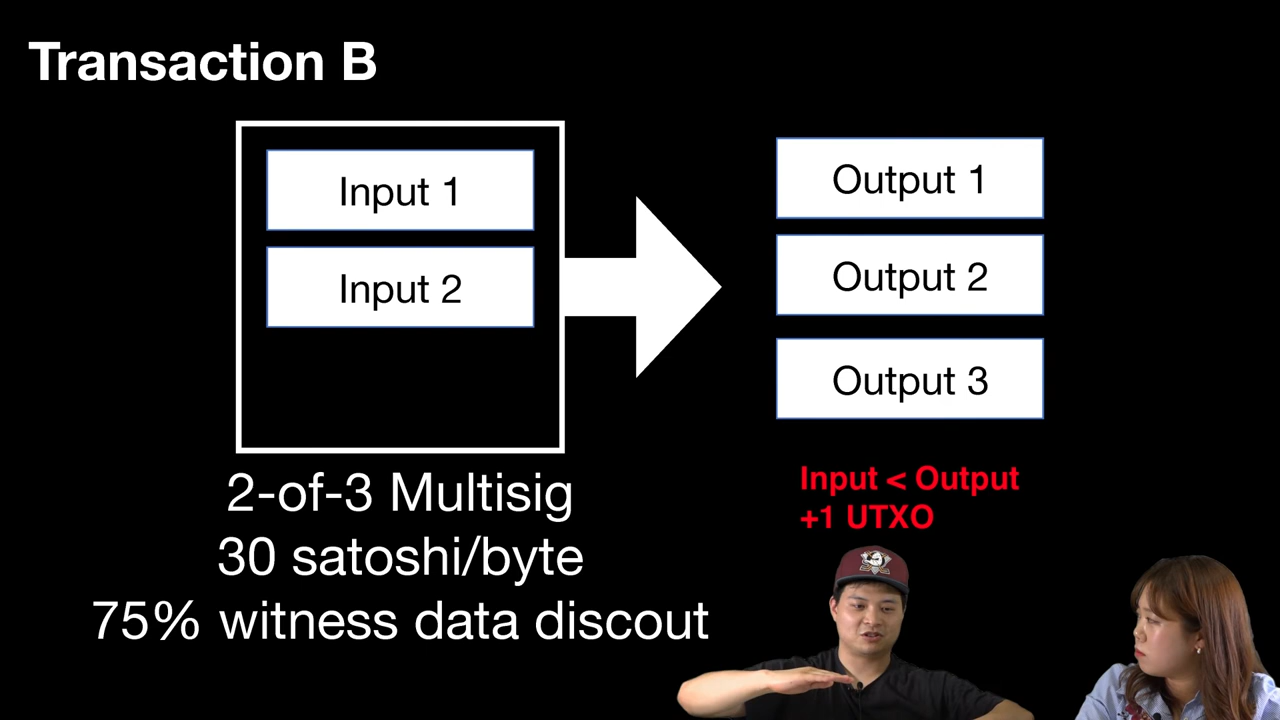 Transaction B
Input 1
Input 2
Output 1
Output 2
Output 3
2-of-3 Multisig
30 satoshi/byte
75% witness data discout
Input < Output
+1 UTXO